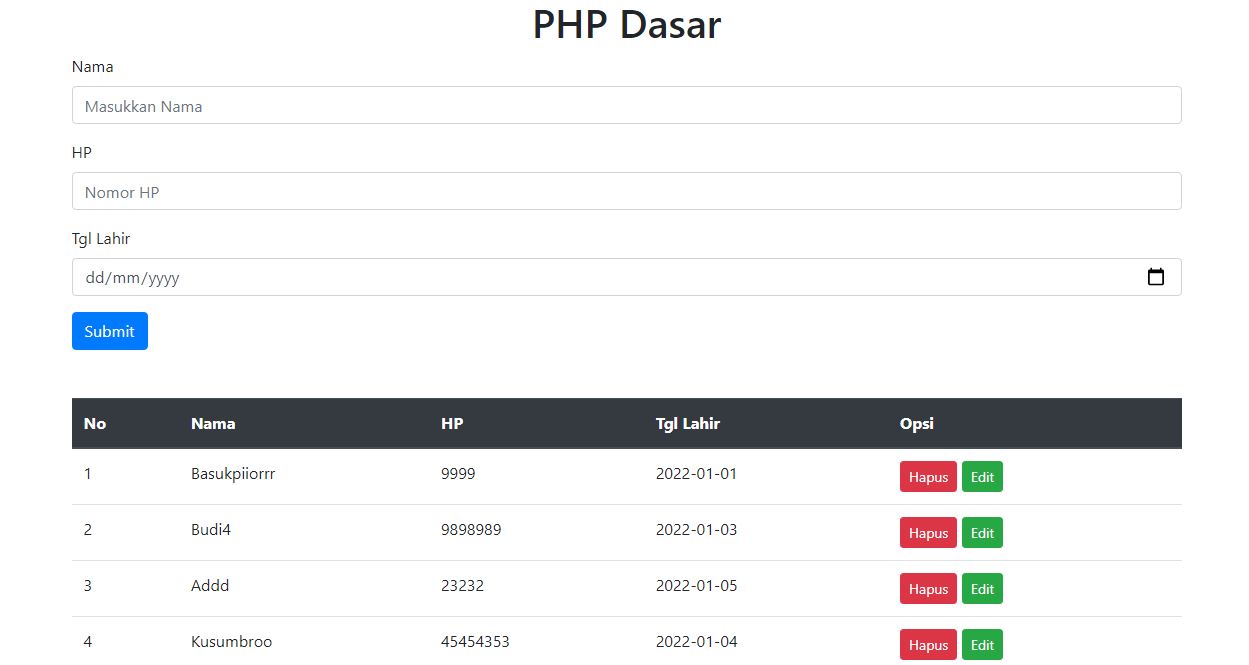 PHP Dasar
Nama
Masukkan Nama
HP
Nomor HP
Tgl Lahir
dd/mm/yyyy
Submit
No Nama HP Tgl Lahir Opsi
1 Basukpiiorrr 9999 2022-01-01 Hapus Edit
2 Budi4 9898989 2022-01-03 Hapus Edit
3 Addd 23232 2022-01-05 Hapus Edit
4 Kusumbroo 45454353 2022-01-04 Hapus Edit